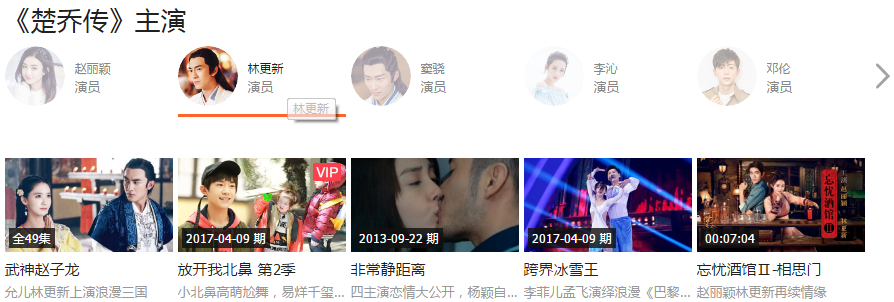 《楚乔传》主演
赵丽颖
演员
林更新
演员
林更新
窦骁
演员
李沁
演员
邓伦
演员
全49集
VIP
2017-04-09 期
2013-09-22 期
2017-04-09 期
忘忧酒馆Ⅱ
00:07:04
武神赵子龙
放开我北鼻 第2季
非常静距离
跨界冰雪王
忘忧酒馆Ⅱ-相思门
允儿林更新上演浪漫三国
小北鼻高萌尬舞，易烊千玺...
四主演恋情大公开，杨颖自...
李菲儿孟飞演绎浪漫《巴黎...
赵丽颖林更新再续情缘